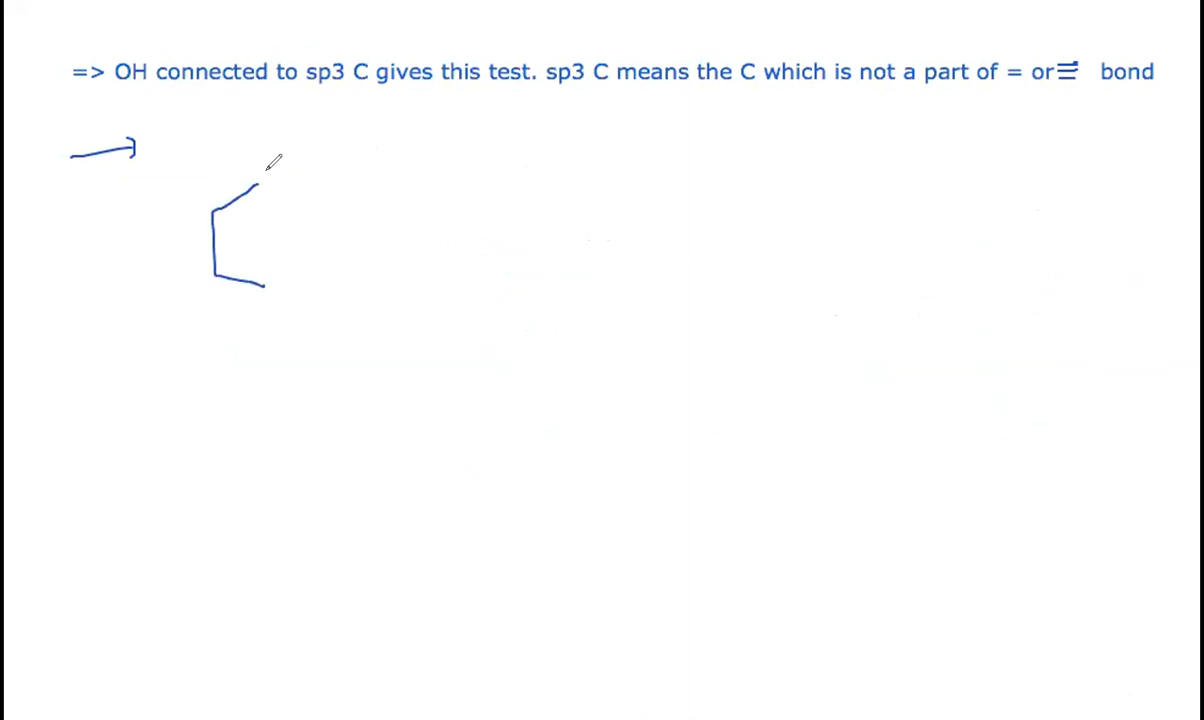 => OH connected to sp3 C gives this test. sp3 C means the C which is not a part of = or ≡ bond